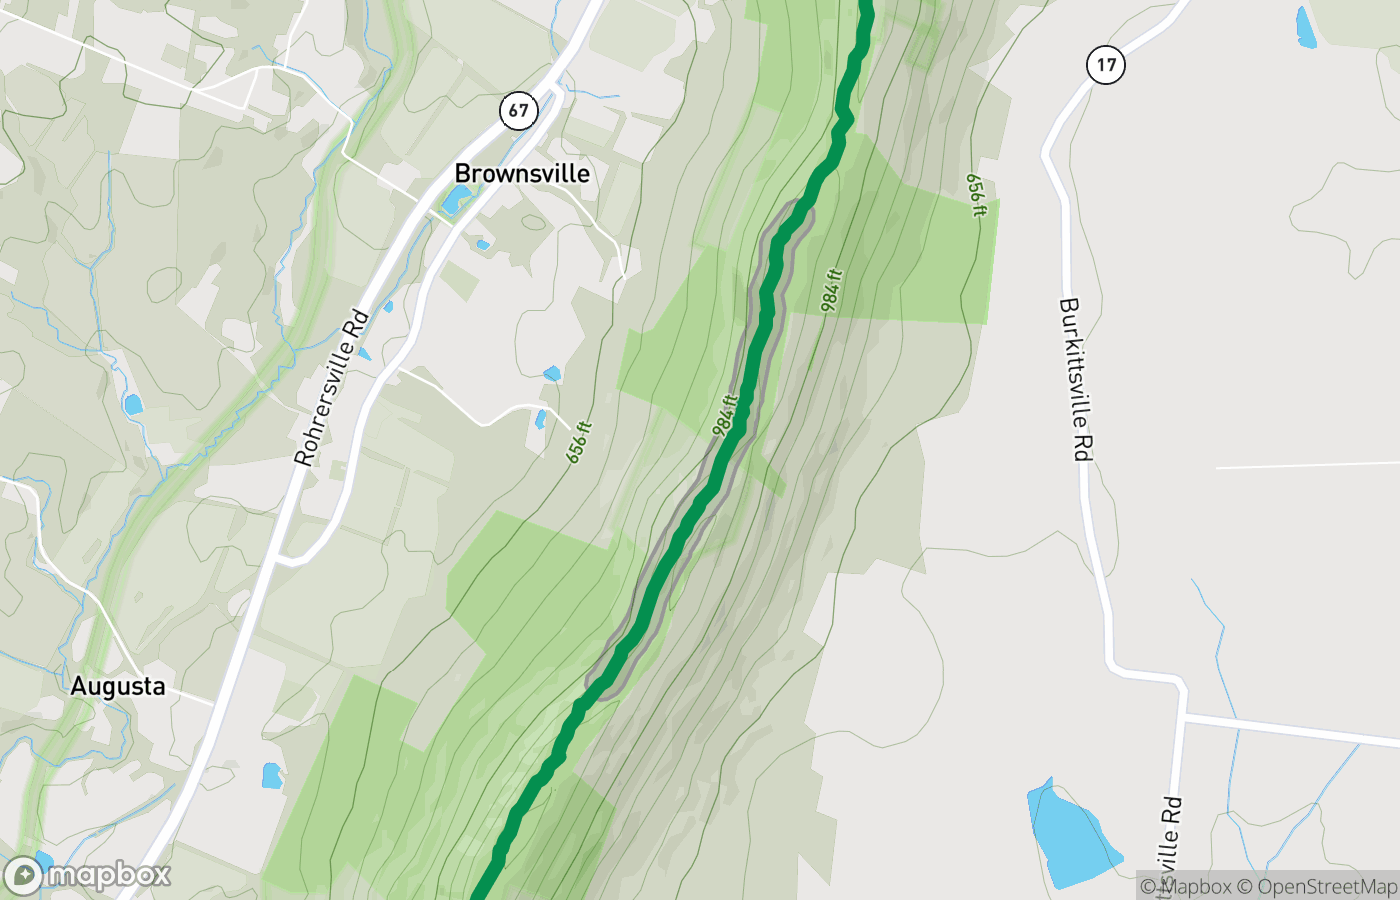 17
67
Brownsville
656 ft
984 ft
Rohrersville Rd
Burkittsville Rd
984 ft
656 ft
Augusta
ttsville Rd
mapbox
© Mapbox © OpenStreetMap